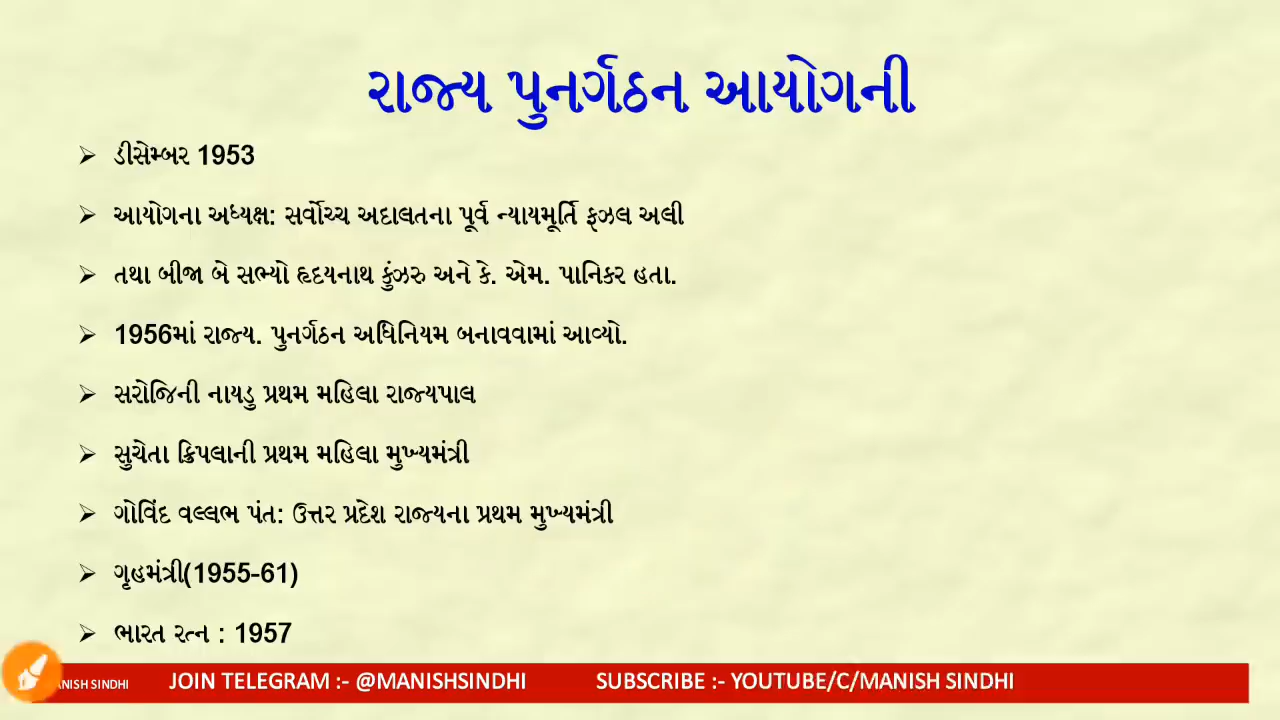 રાજ્ય પુનર્ગઠન આયોગની
➢ ડીસેમ્બર 1953
➢ આયોગના અધ્યક્ષ: સર્વોચ્ચ અદાલતના પૂર્વ ન્યાયમૂર્તિ ફઝલ અલી
➢ તથા બીજા બે સભ્યો હૃદયનાથ કુંઝરુ અને કે. એમ. પાનિકર હતા.
➢ 1956માં રાજ્ય. પુનર્ગઠન અધિનિયમ બનાવવામાં આવ્યો.
➢ સરોજિની નાયડુ પ્રથમ મહિલા રાજ્યપાલ
➢ સુચેતા ક્રિપલાની પ્રથમ મહિલા મુખ્યમંત્રી
➢ ગોવિંદ વલ્લભ પંત: ઉત્તર પ્રદેશ રાજ્યના પ્રથમ મુખ્યમંત્રી
➢ ગૃહમંત્રી(1955-61)
➢ ભારત રત્ન : 1957
SINDHI JOIN TELEGRAM :- @MANISHSINDHI SUBSCRIBE :- YOUTUBE/C/MANISH SINDHI